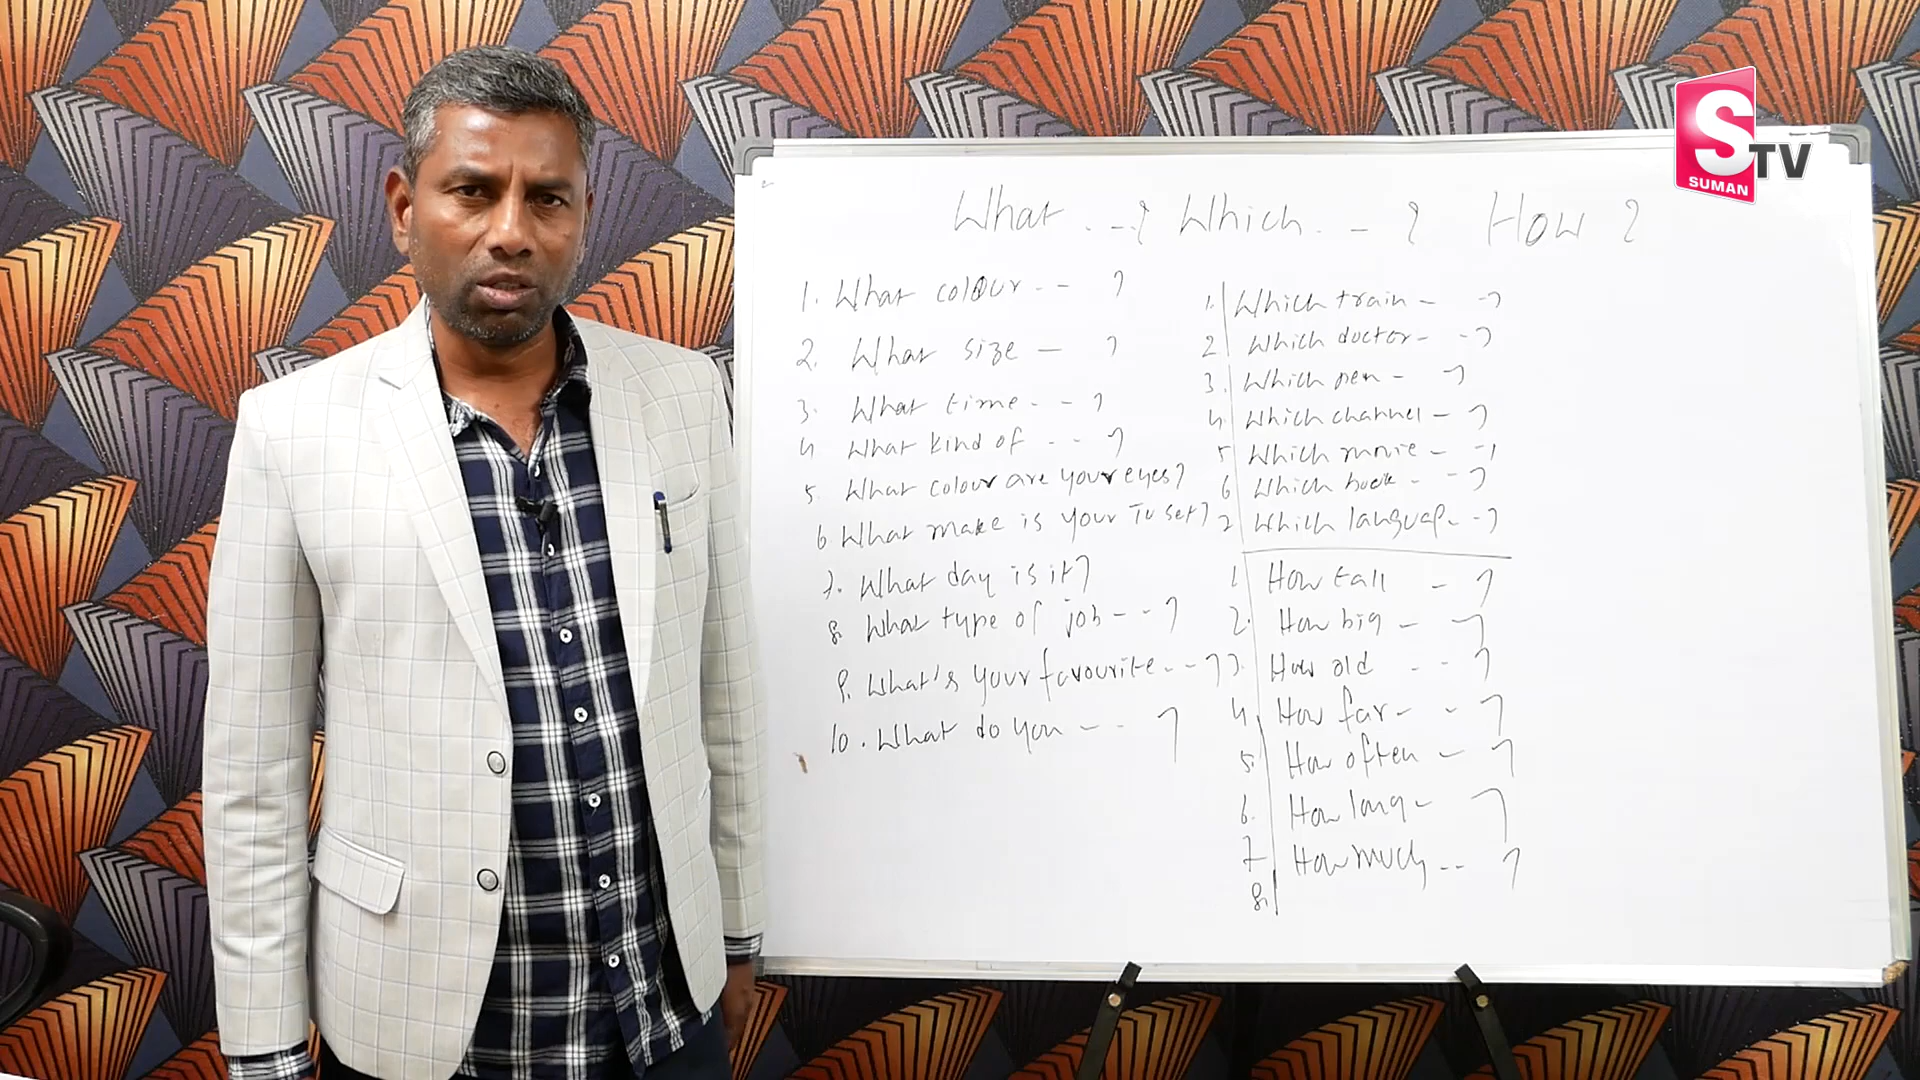 S TV
SUMAN
What . --? Which. - ? How ?
1. What colour -- ?
2. What size - ?
3. What time. -- ?
4 What kind of -- ?
5. What colour are your eyes?
6 What make is your TV set?
7. What day is it?
8. What type of job -- ?
9. What's your favourite -- ?
10. What do you -- ?
1. Which train - - ?
2 Which doctor - - ?
3. Which pen - ?
4. Which channel - ?
5 Which movie - - ?
6 Which book - - ?
7 Which language - - ?
1 How tall - ?
2. How big - ?
3. How old - - ?
4. How far - - ?
5. How often - ?
6. How long - ?
7 How much -- ?
8.